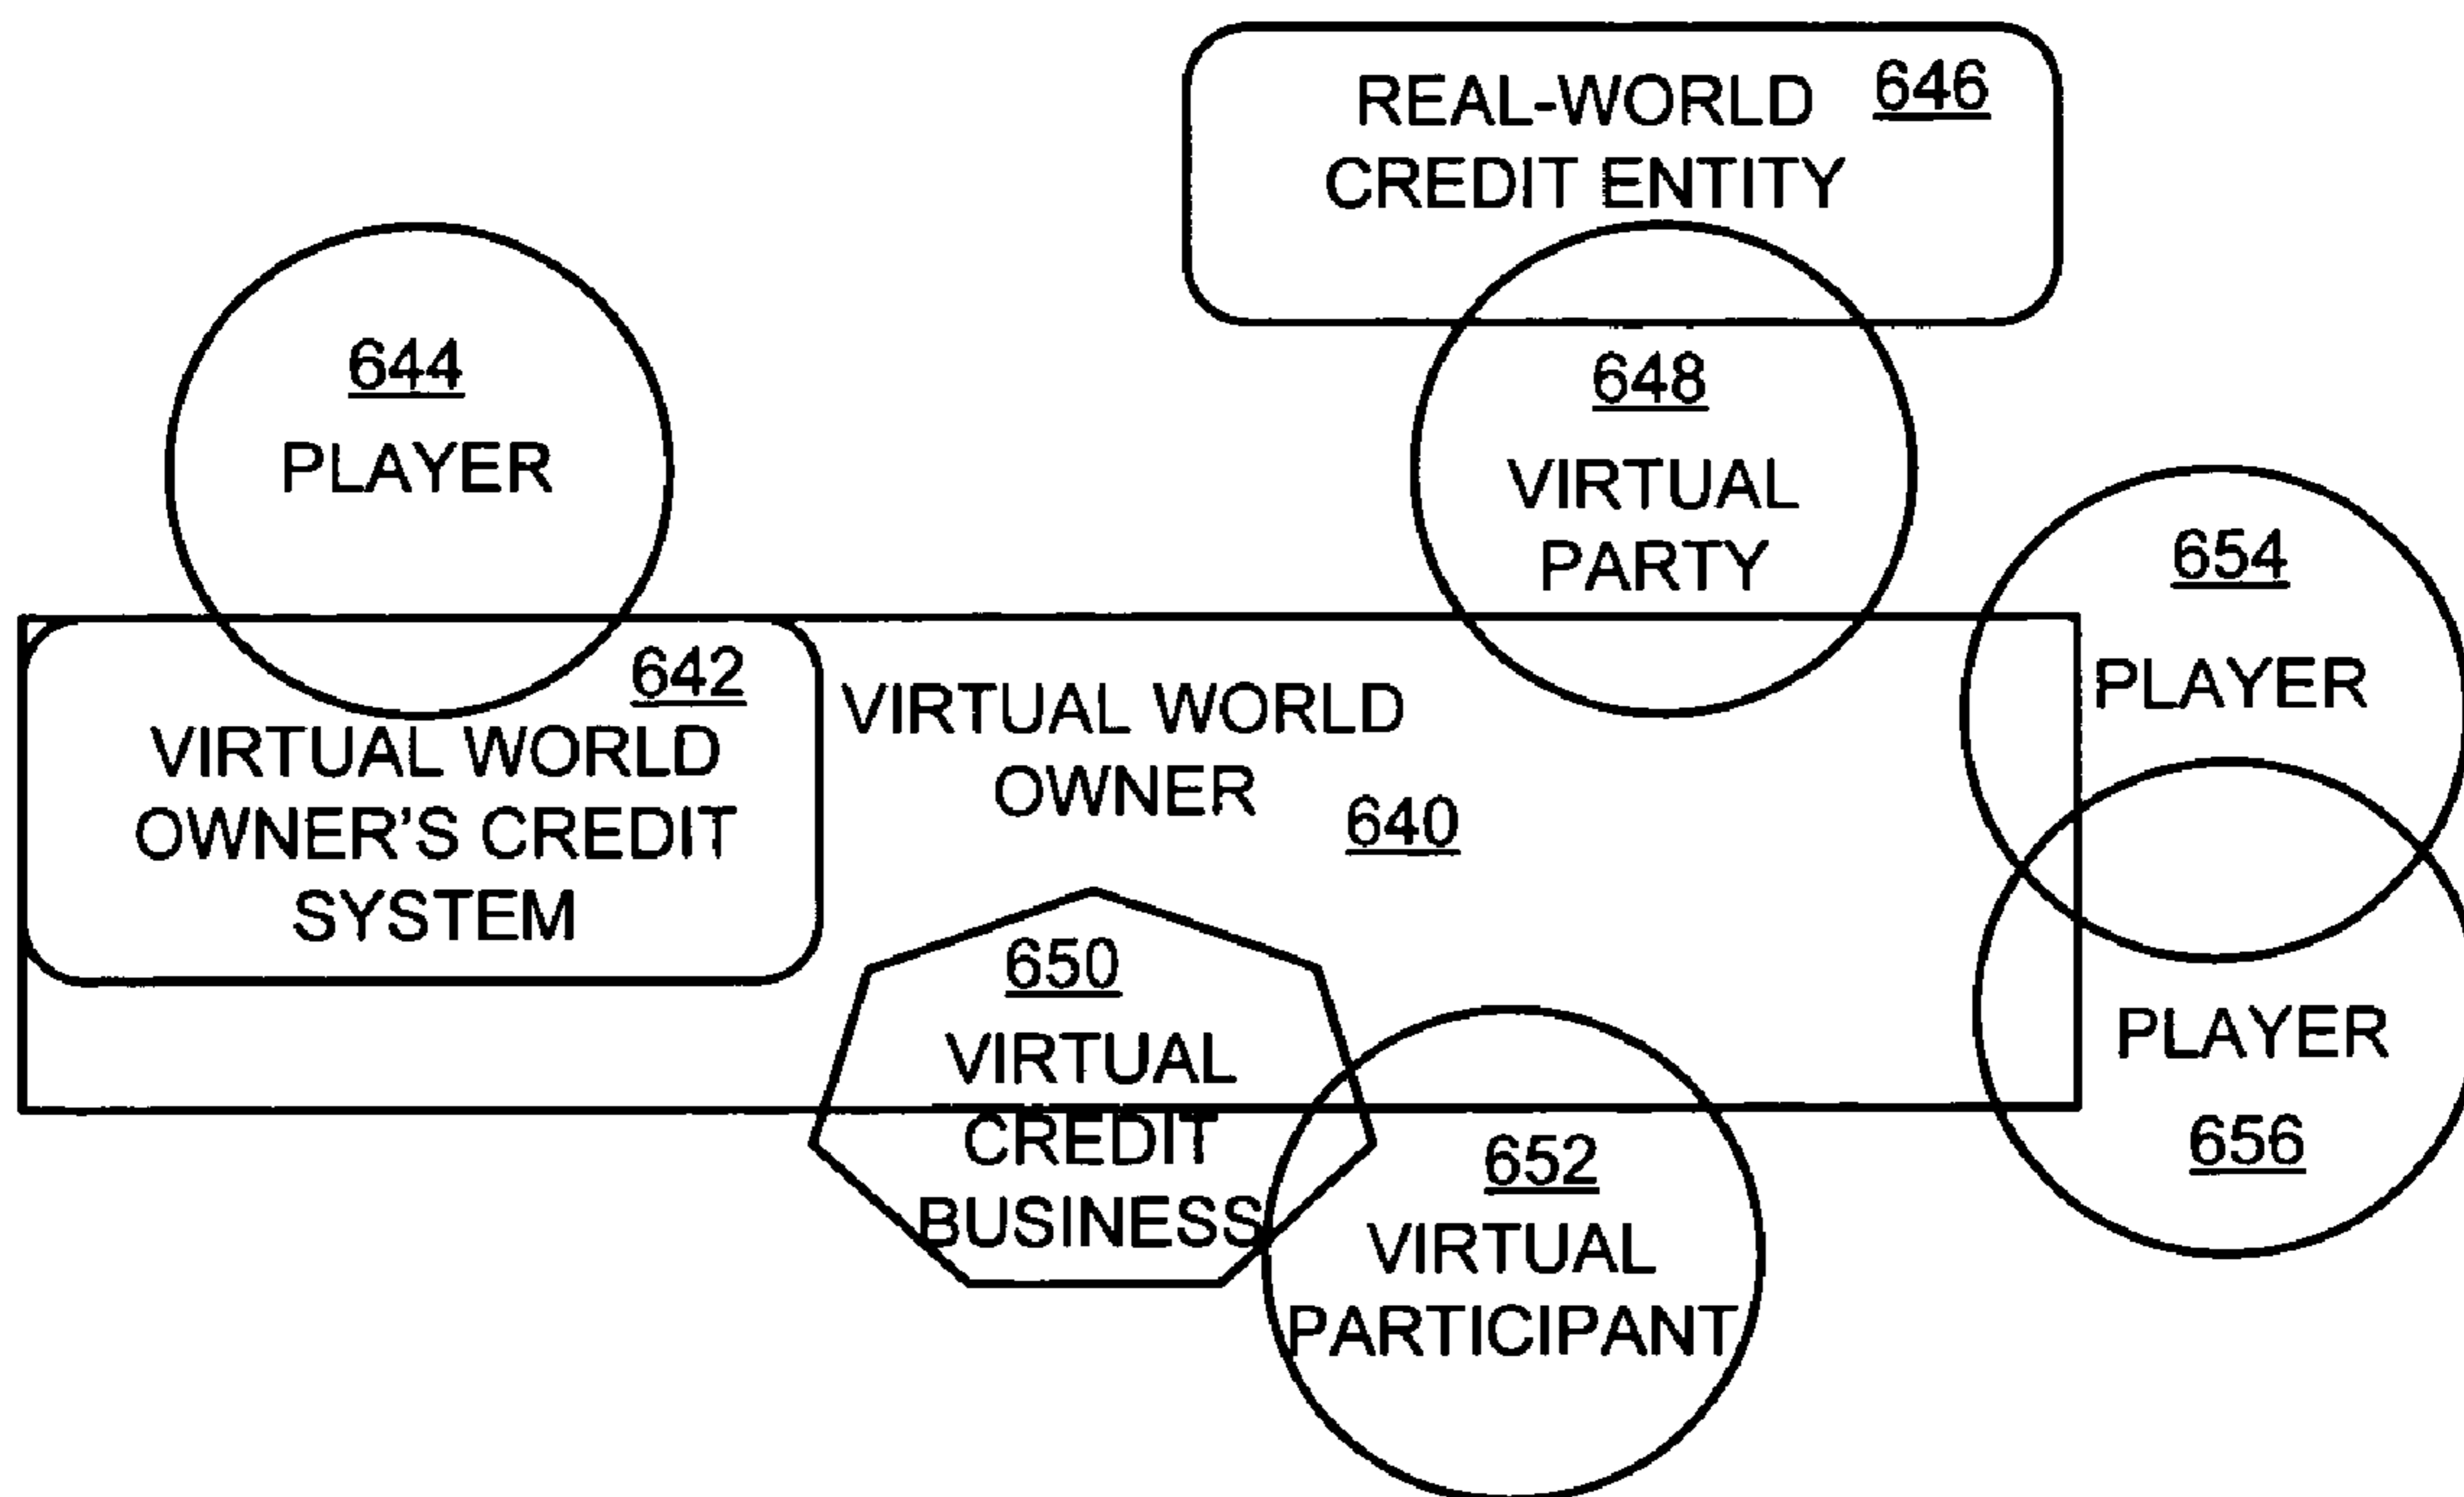 REAL-WORLD 646
CREDIT ENTITY
644
PLAYER
648
VIRTUAL
PARTY
654
PLAYER
642
VIRTUAL WORLD
OWNER'S CREDIT
SYSTEM
VIRTUAL WORLD
OWNER
640
650
VIRTUAL
CREDIT
BUSINESS
652
VIRTUAL
PARTICIPANT
PLAYER
656